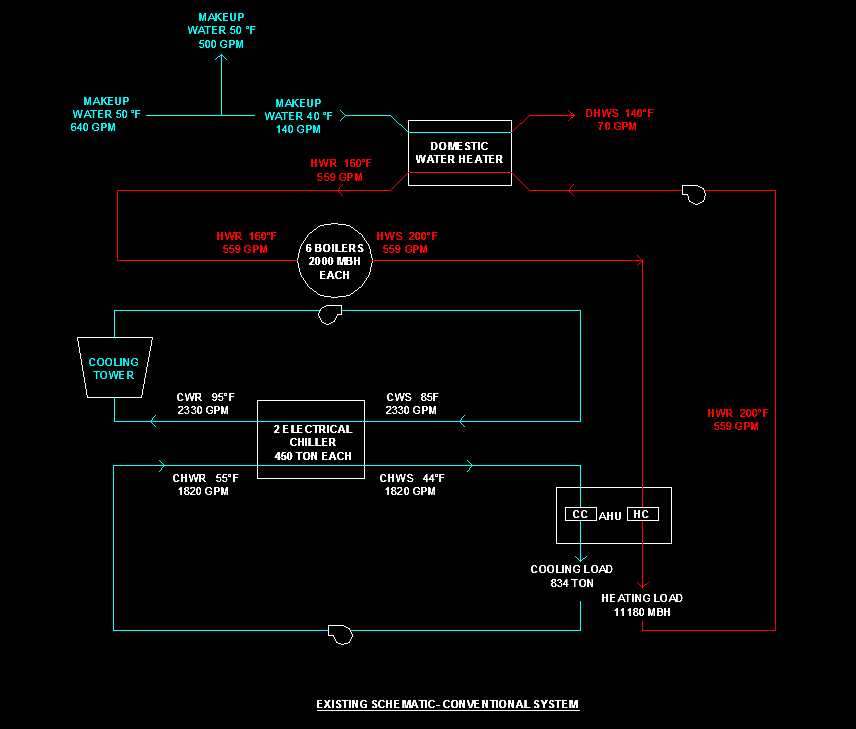 MAKEUP
WATER 50 °F
500 GPM
MAKEUP
WATER 50 °F
640 GPM
MAKEUP
WATER 40 °F
140 GPM
DHWS 140°F
70 GPM
DOMESTIC
WATER HEATER
HWR 160°F
559 GPM
HWR 160°F
559 GPM
6 BOILERS
2000 MBH
EACH
HWS 200°F
559 GPM
COOLING
TOWER
CWR 95°F
2330 GPM
CWS 85F
2330 GPM
2 ELECTRICAL
CHILLER
450 TON EACH
HWR 200°F
559 GPM
CHWR 55°F
1820 GPM
CHWS 44°F
1820 GPM
CC AHU HC
COOLING LOAD
834 TON
HEATING LOAD
11180 MBH
EXISTING SCHEMATIC- CONVENTIONAL SYSTEM